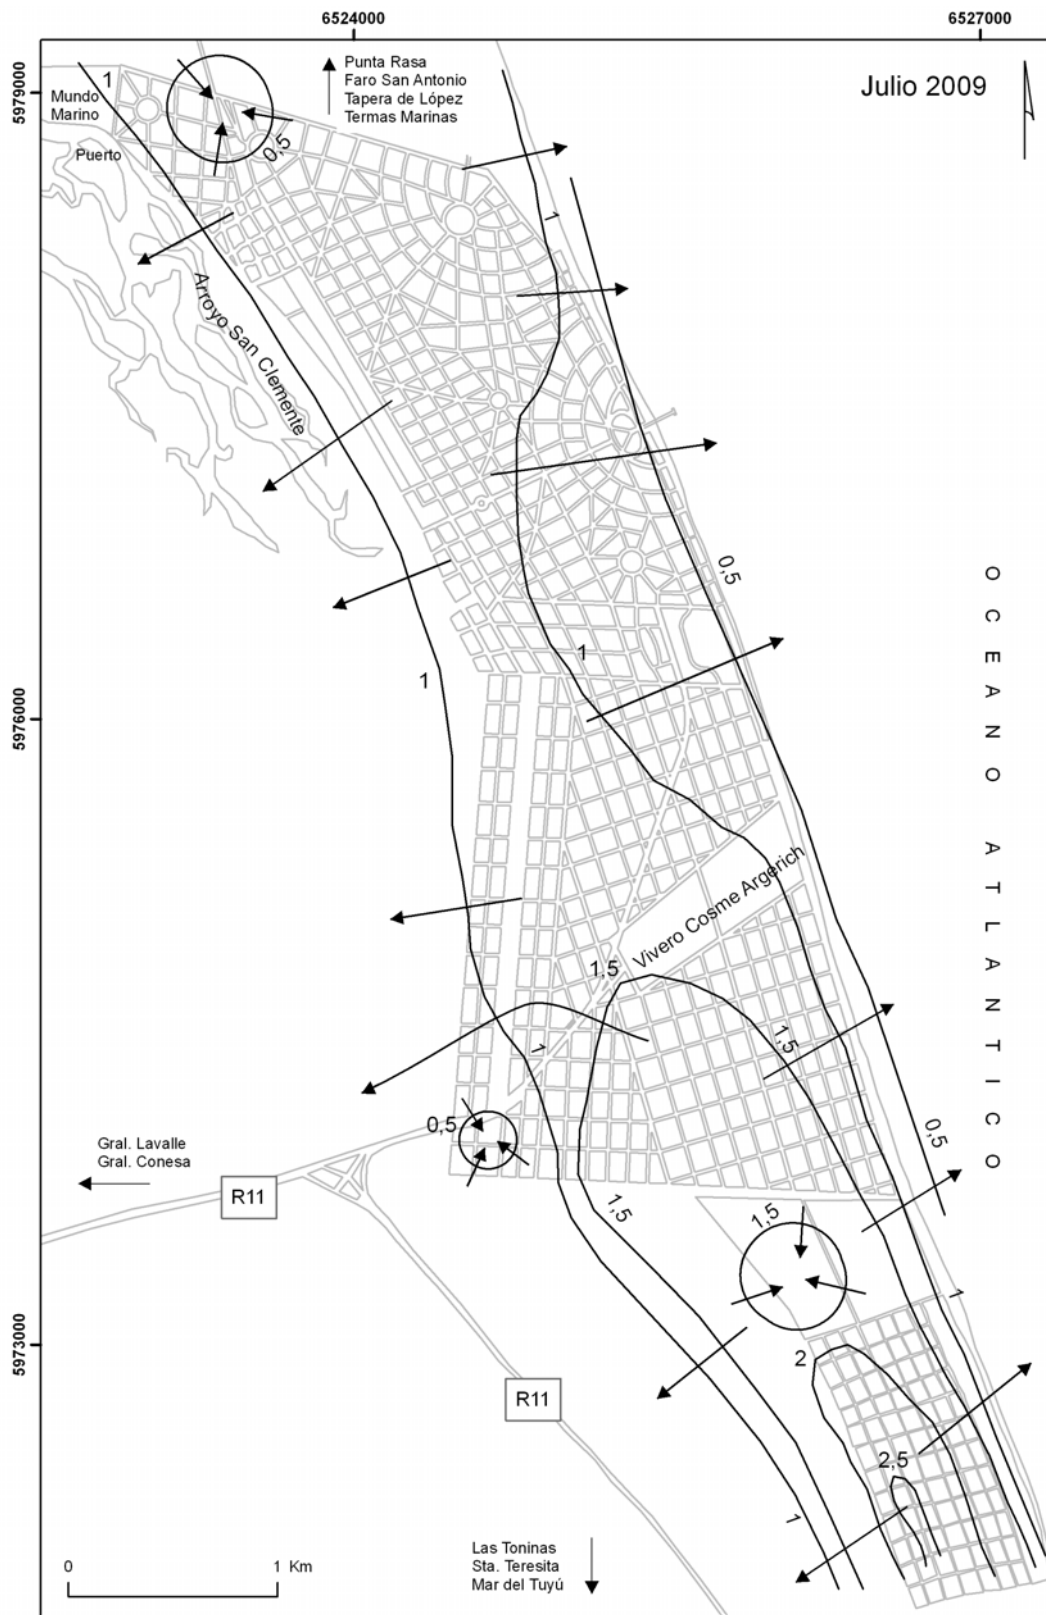 6524000
6527000
5979000
5976000
5973000
Julio 2009
Punta Rasa
Faro San Antonio
Tapera de López
Termas Marinas
Mundo
Marino
Puerto
1
0,5
1
Arroyo San Clemente
0,5
1
1
OCEANO ATLANTICO
Vivero Cosme Argerich
1,5
1,5
1
0,5
0,5
Gral. Lavalle
Gral. Conesa
R11
1,5
1,5
1
2
R11
2,5
1
Las Toninas
Sta. Teresita
Mar del Tuyú
0 1 Km